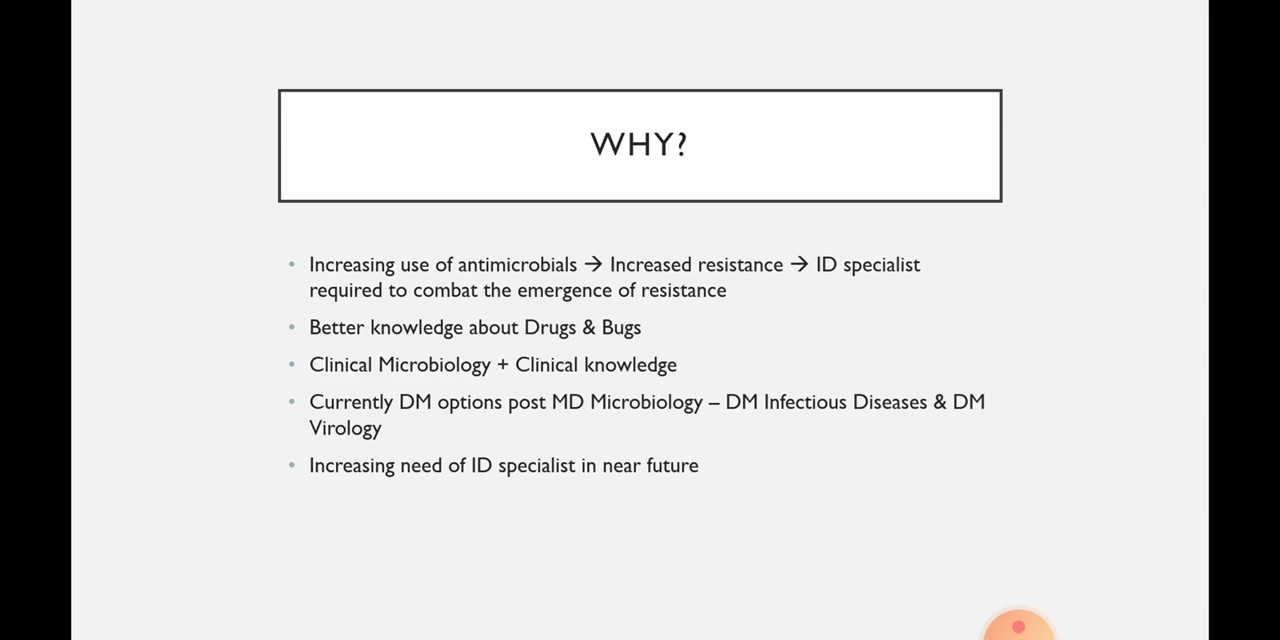 WHY?
• Increasing use of antimicrobials → Increased resistance → ID specialist
required to combat the emergence of resistance
• Better knowledge about Drugs & Bugs
• Clinical Microbiology + Clinical knowledge
• Currently DM options post MD Microbiology – DM Infectious Diseases & DM
Virology
• Increasing need of ID specialist in near future